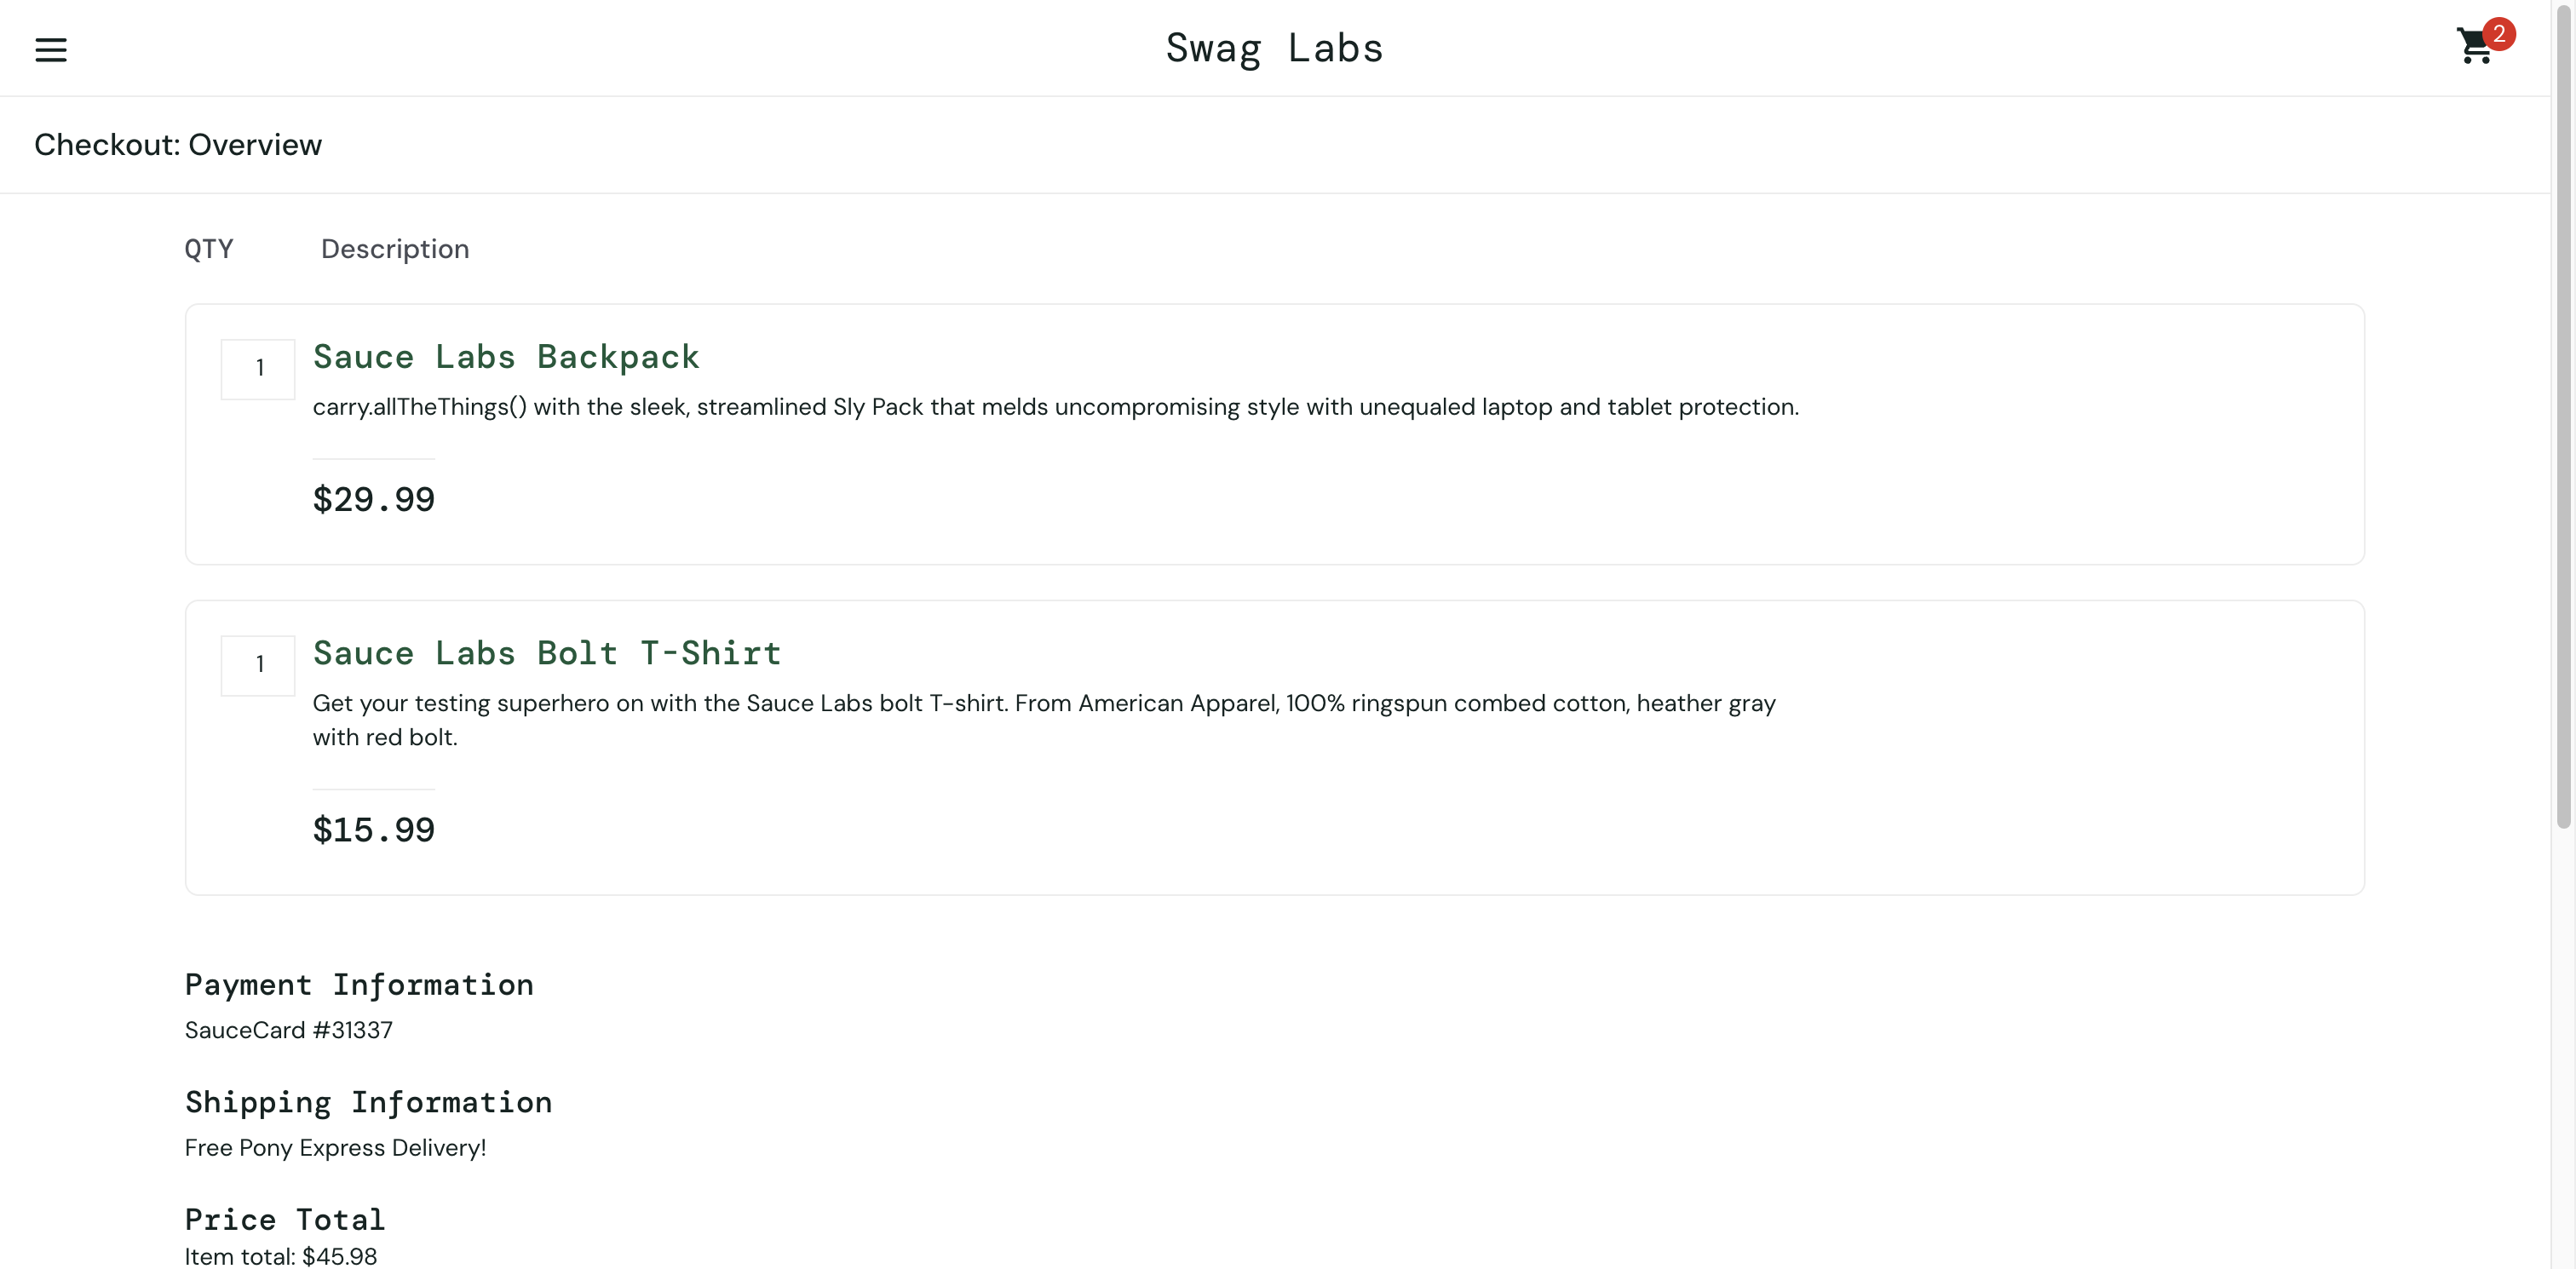 Swag Labs
2
Checkout: Overview
QTY Description
1
Sauce Labs Backpack
carry.allTheThings() with the sleek, streamlined Sly Pack that melds uncompromising style with unequaled laptop and tablet protection.
$29.99
1
Sauce Labs Bolt T-Shirt
Get your testing superhero on with the Sauce Labs bolt T-shirt. From American Apparel, 100% ringspun combed cotton, heather gray
with red bolt.
$15.99
Payment Information
SauceCard #31337
Shipping Information
Free Pony Express Delivery!
Price Total
Item total: $45.98